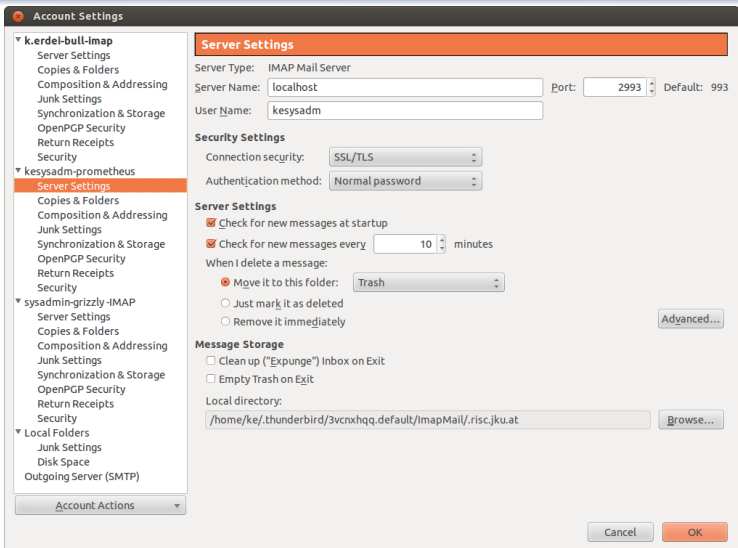 Account Settings
k.erdei-bull-imap
Server Settings
Copies & Folders
Composition & Addressing
Junk Settings
Synchronization & Storage
OpenPGP Security
Return Receipts
Security
kesysadm-prometheus
Server Settings
Copies & Folders
Composition & Addressing
Junk Settings
Synchronization & Storage
OpenPGP Security
Return Receipts
Security
sysadmin-grizzly -IMAP
Server Settings
Copies & Folders
Composition & Addressing
Junk Settings
Synchronization & Storage
OpenPGP Security
Return Receipts
Security
Local Folders
Junk Settings
Disk Space
Outgoing Server (SMTP)
Account Actions
Server Settings
Server Type: IMAP Mail Server
Server Name: localhost Port: 2993 Default: 993
User Name: kesysadm
Security Settings
Connection security: SSL/TLS
Authentication method: Normal password
Server Settings
Check for new messages at startup
Check for new messages every 10 minutes
When I delete a message:
Move it to this folder: Trash
Just mark it as deleted
Remove it immediately
Advanced...
Message Storage
Clean up ("Expunge") Inbox on Exit
Empty Trash on Exit
Local directory:
/home/ke/.thunderbird/3vcnxhqq.default/ImapMail/.risc.jku.at Browse...
Cancel OK